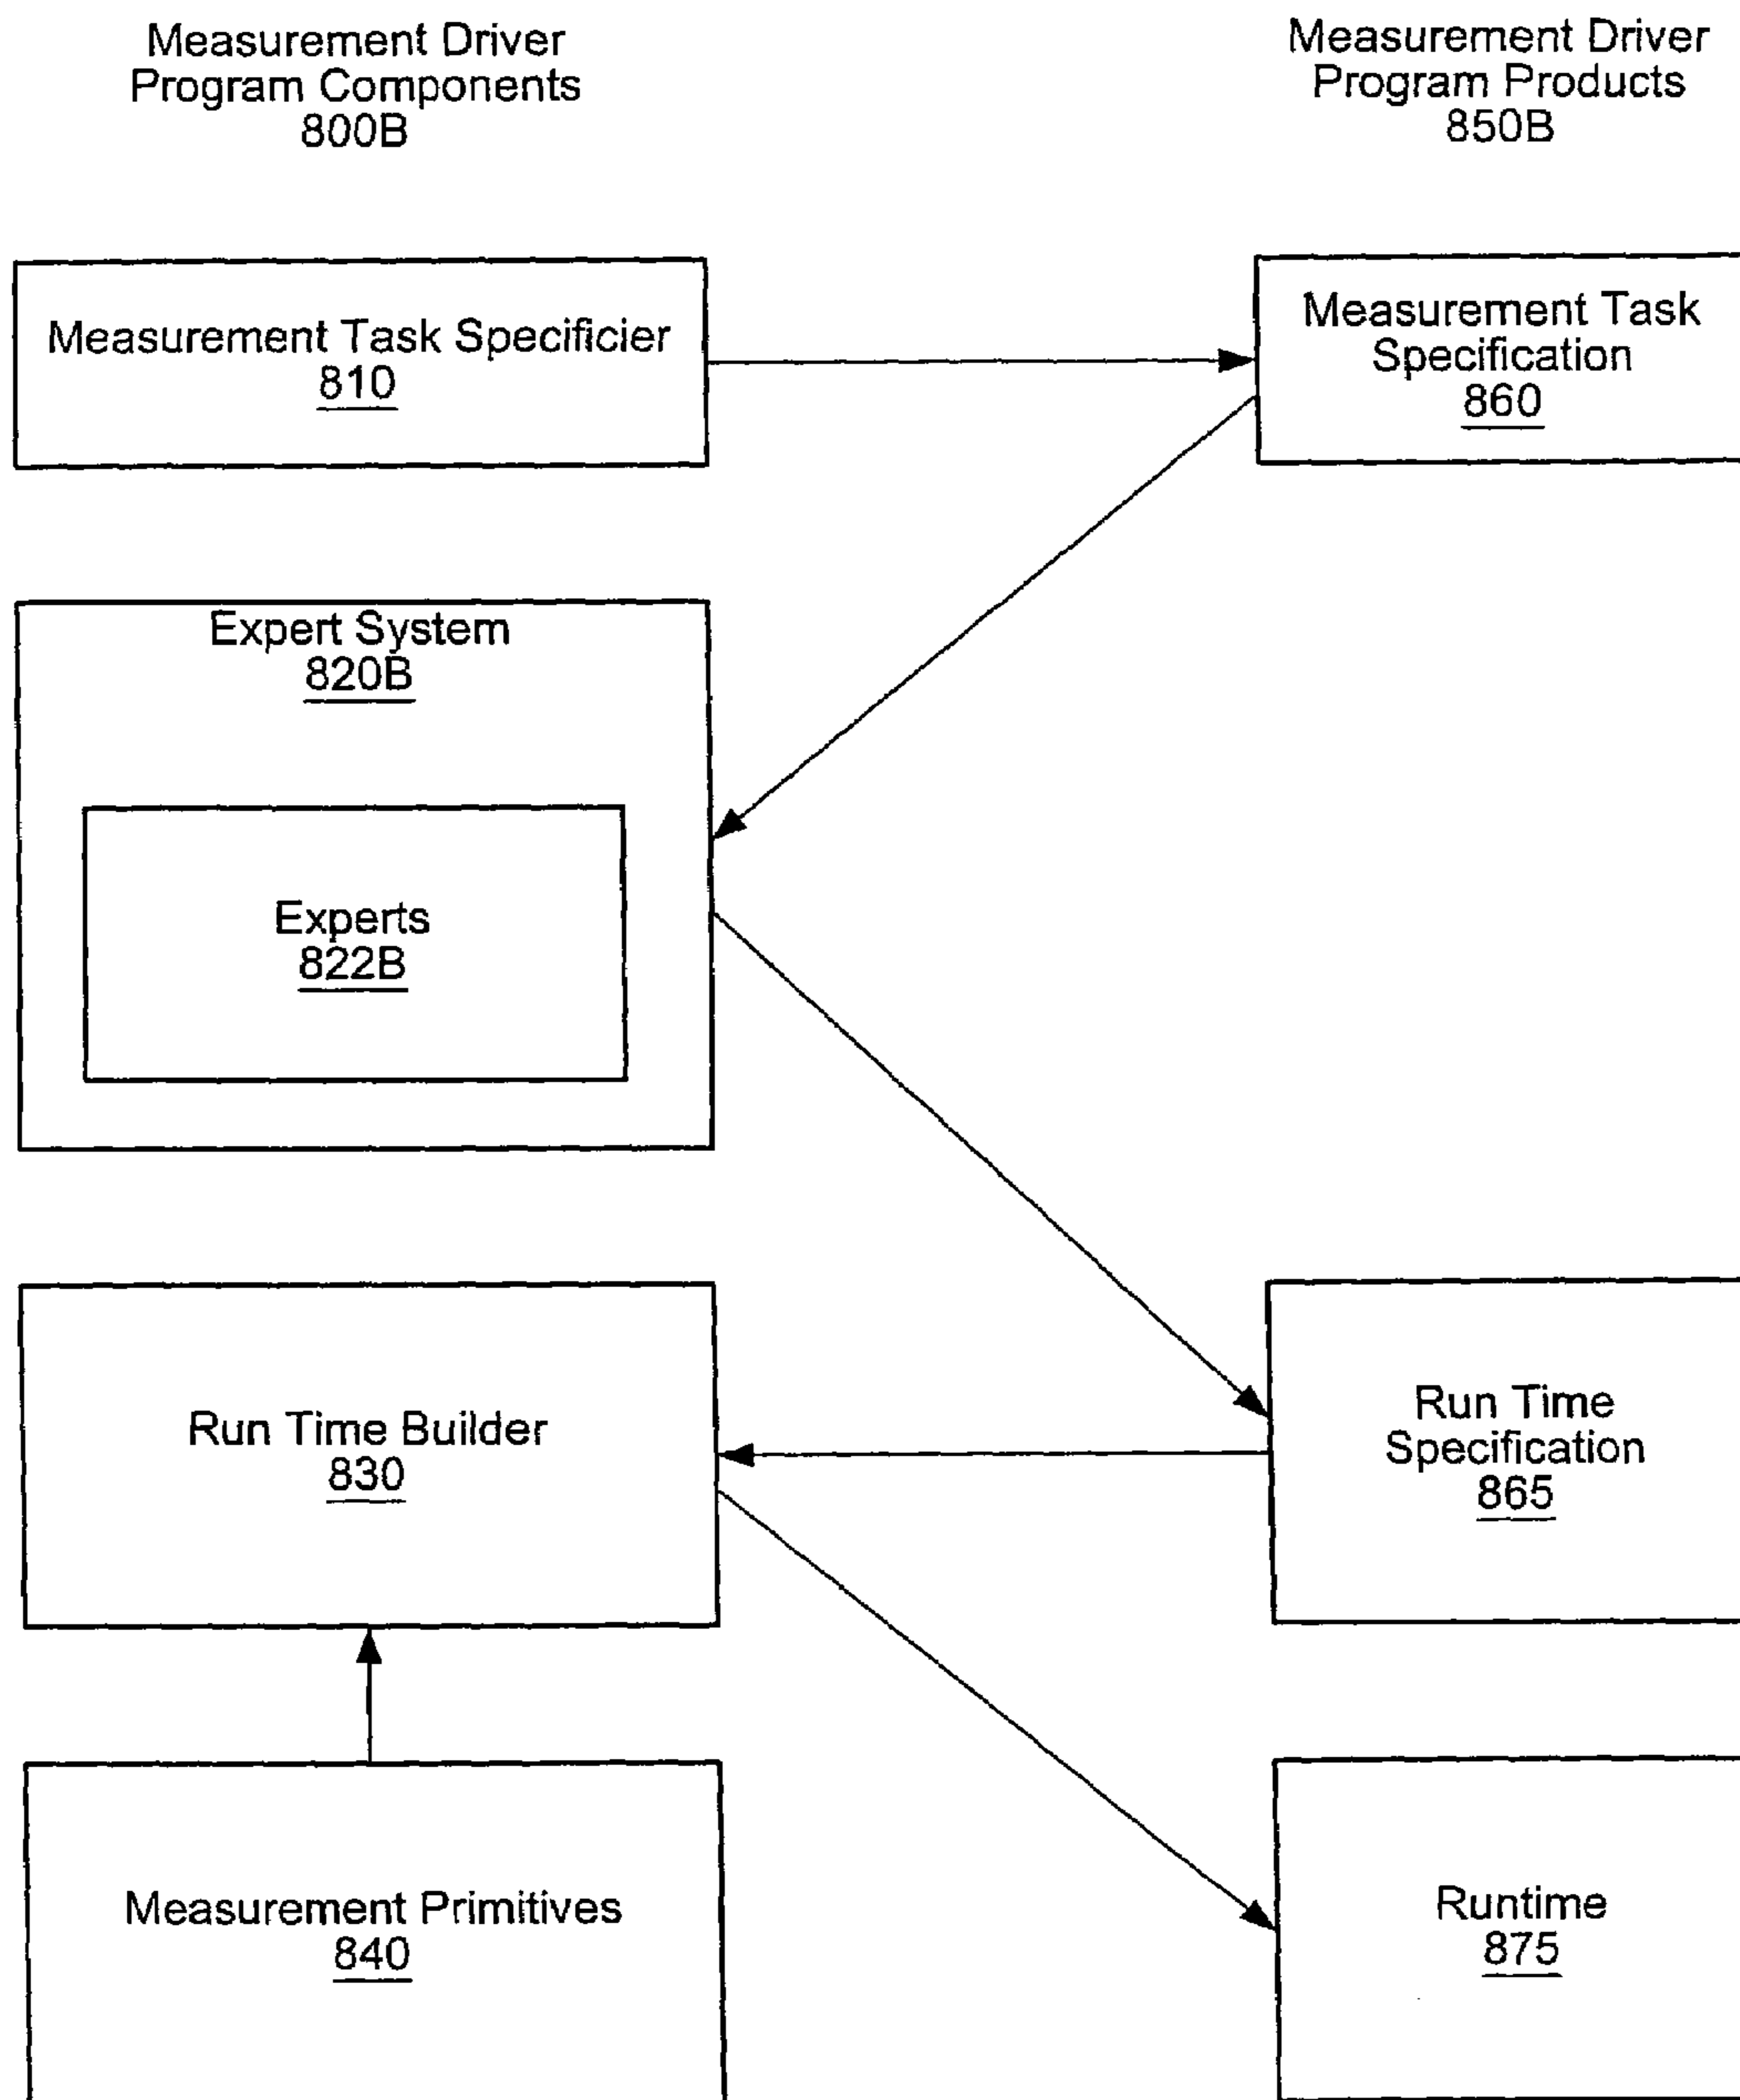 Measurement Driver
Program Components
800B
Measurement Driver
Program Products
850B
Measurement Task Specificier
810
Measurement Task
Specification
860
Expert System
820B
Experts
822B
Run Time Builder
830
Run Time
Specification
865
Measurement Primitives
840
Runtime
875